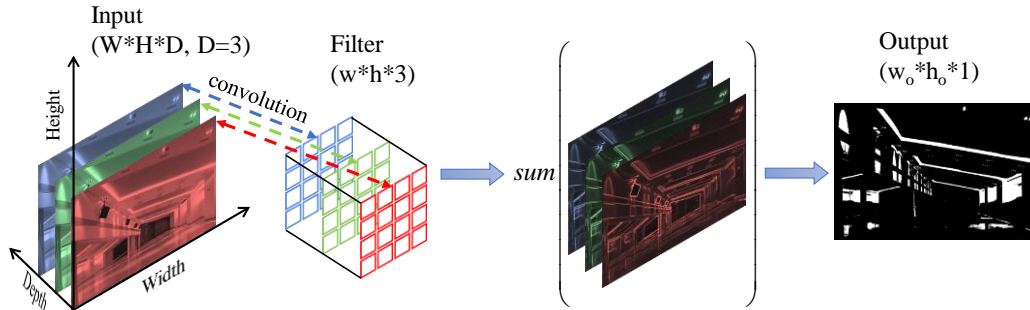 Input
(W*H*D, D=3)
Height
Depth
Width
convolution
Filter
(w*h*3)
sum
Output
(wₒ*hₒ*1)